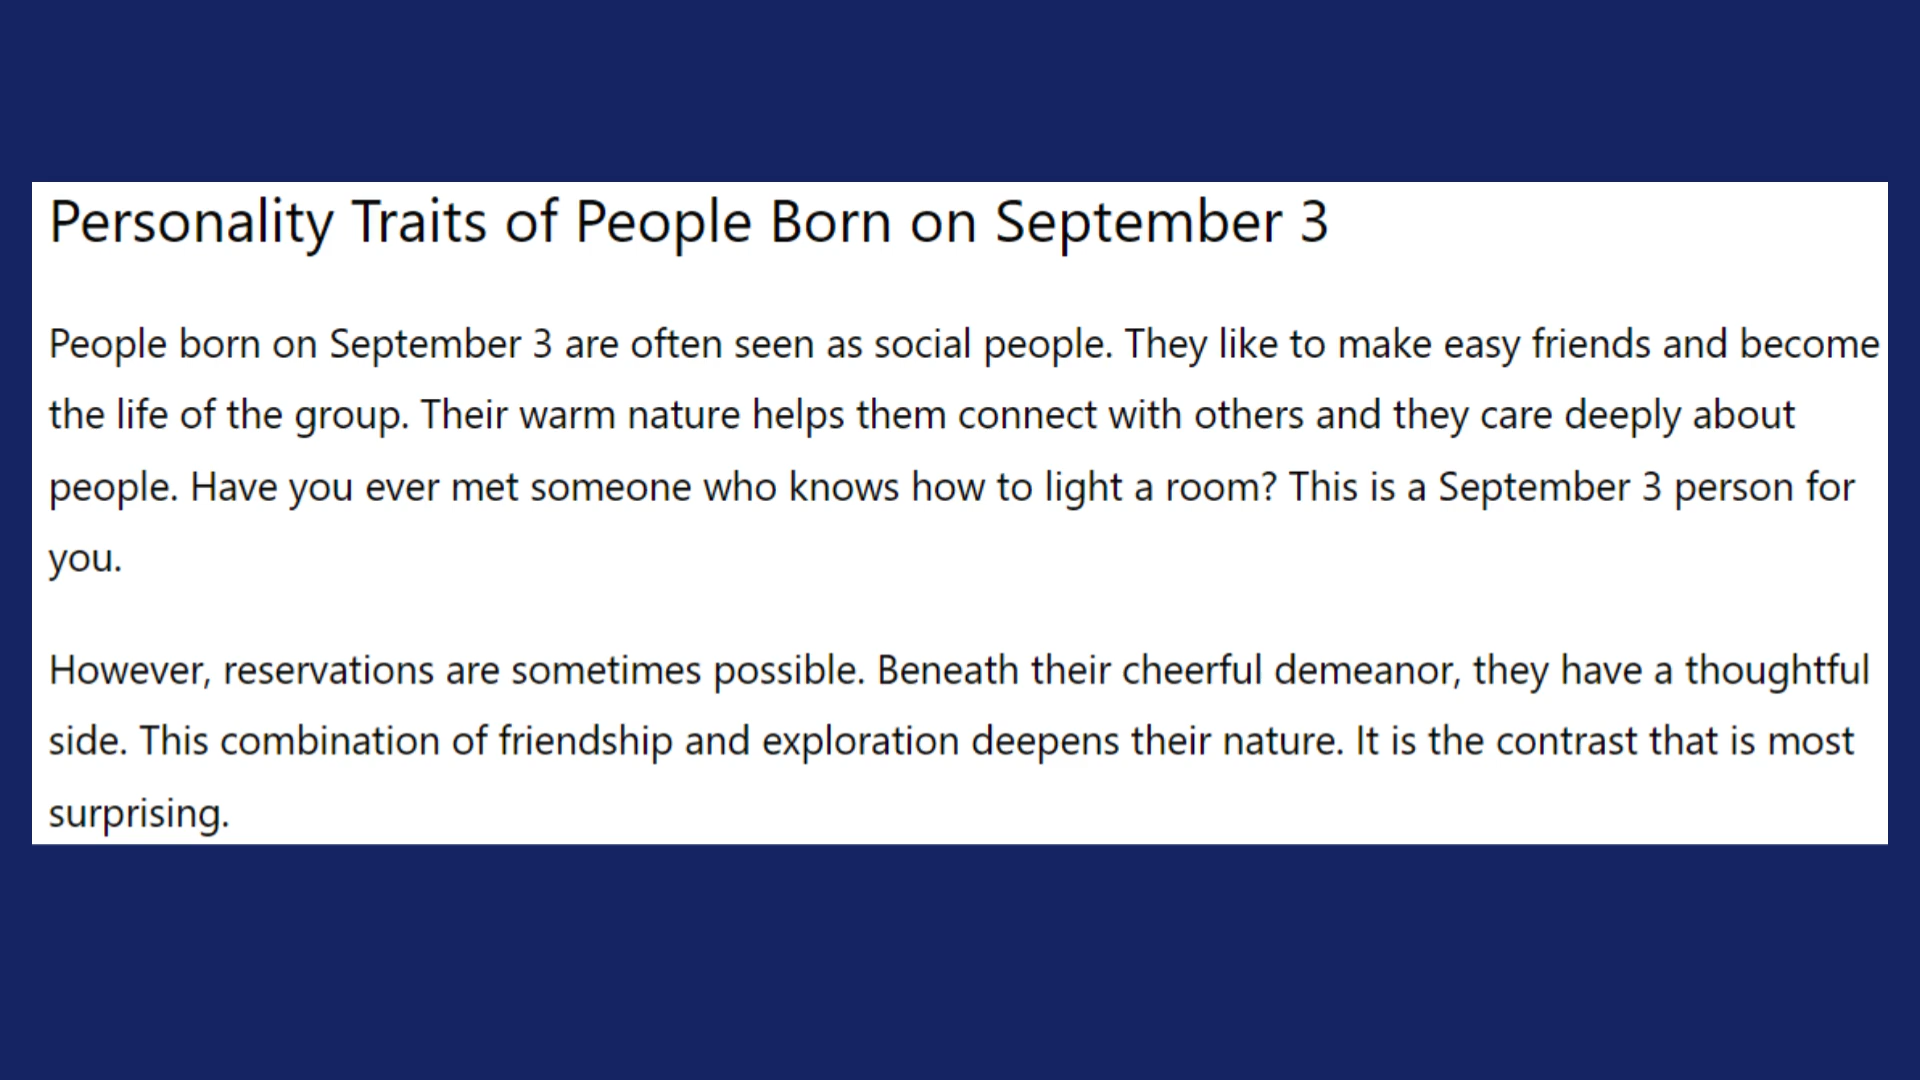 Personality Traits of People Born on September 3
People born on September 3 are often seen as social people. They like to make easy friends and become
the life of the group. Their warm nature helps them connect with others and they care deeply about
people. Have you ever met someone who knows how to light a room? This is a September 3 person for
you.
However, reservations are sometimes possible. Beneath their cheerful demeanor, they have a thoughtful
side. This combination of friendship and exploration deepens their nature. It is the contrast that is most
surprising.